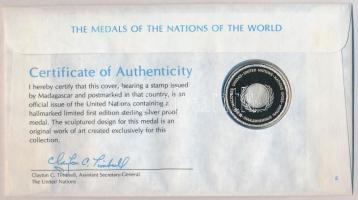 THE MEDALS OF THE NATIONS OF THE WORLD
Certificate of Authenticity
I hereby certify that this cover, bearing a stamp issued
by Madagascar and postmarked in that country, is an
official issue of the United Nations containing a
hallmarked limited first edition sterling silver proof
medal. The sculptured design for this medal is an
original work of art created exclusively for this
collection.
Clayton C. Timbrell
Clayton C. Timbrell, Assistant Secretary-General
The United Nations